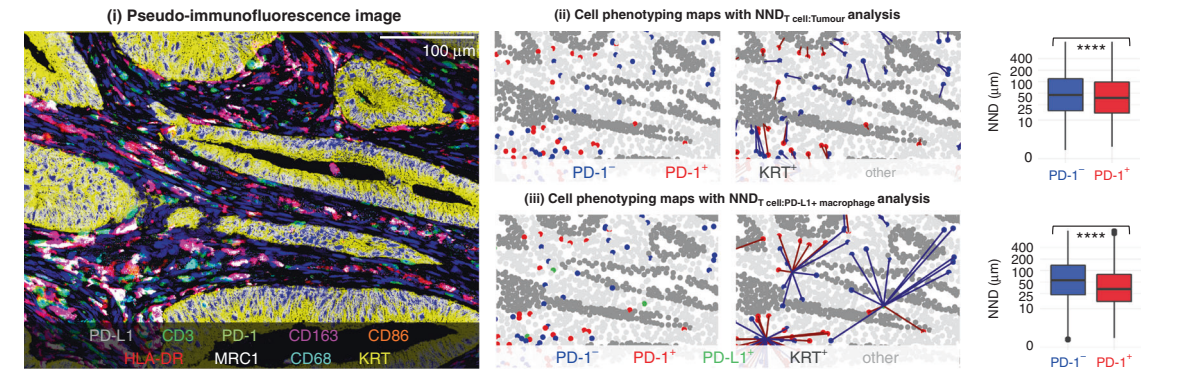 (i) Pseudo-immunofluorescence image
100 μm
PD-L1 CD3 PD-1 CD163 CD86
HLA-DR MRC1 CD68 KRT
(ii) Cell phenotyping maps with NND T cell:Tumour analysis
PD-1⁻ PD-1⁺ KRT⁺ other
****
NND (μm)
400
200
100
50
25
10
0
PD-1⁻ PD-1⁺
(iii) Cell phenotyping maps with NND T cell:PD-L1+ macrophage analysis
PD-1⁻ PD-1⁺ PD-L1⁺ KRT⁺ other
****
NND (μm)
400
200
100
50
25
10
0
PD-1⁻ PD-1⁺